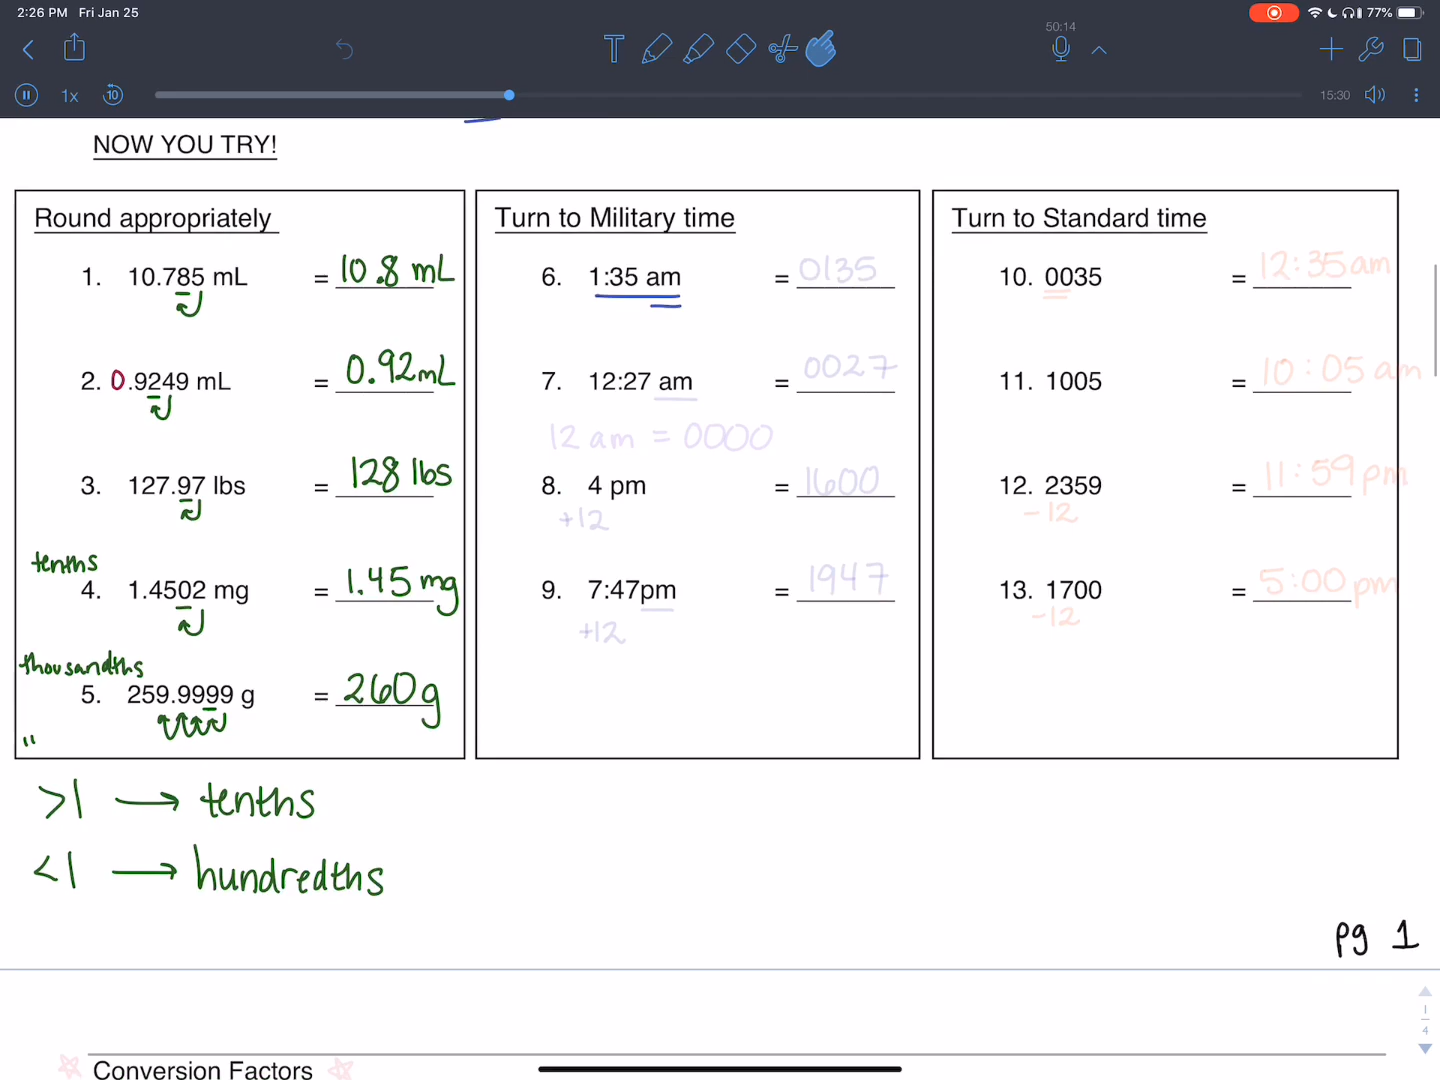 2:26 PM Fri Jan 25
77%
50:14
T
1x
10
15:30
NOW YOU TRY!
Round appropriately
1. 10.785 mL = 10.8 mL
2. 0.9249 mL = 0.92mL
3. 127.97 lbs = 128 lbs
tenths
4. 1.4502 mg = 1.45 mg
thousandths
5. 259.9999 g = 260g
"
>1 → tenths
<1 → hundredths
Turn to Military time
6. 1:35 am = 0135
7. 12:27 am = 0027
12 am = 0000
8. 4 pm = 1600
+12
9. 7:47pm = 1947
+12
Turn to Standard time
10. 0035 = 12:35am
11. 1005 = 10:05 am
12. 2359 = 11:59 pm
-12
13. 1700 = 5:00 pm
-12
pg 1
1
4
Conversion Factors